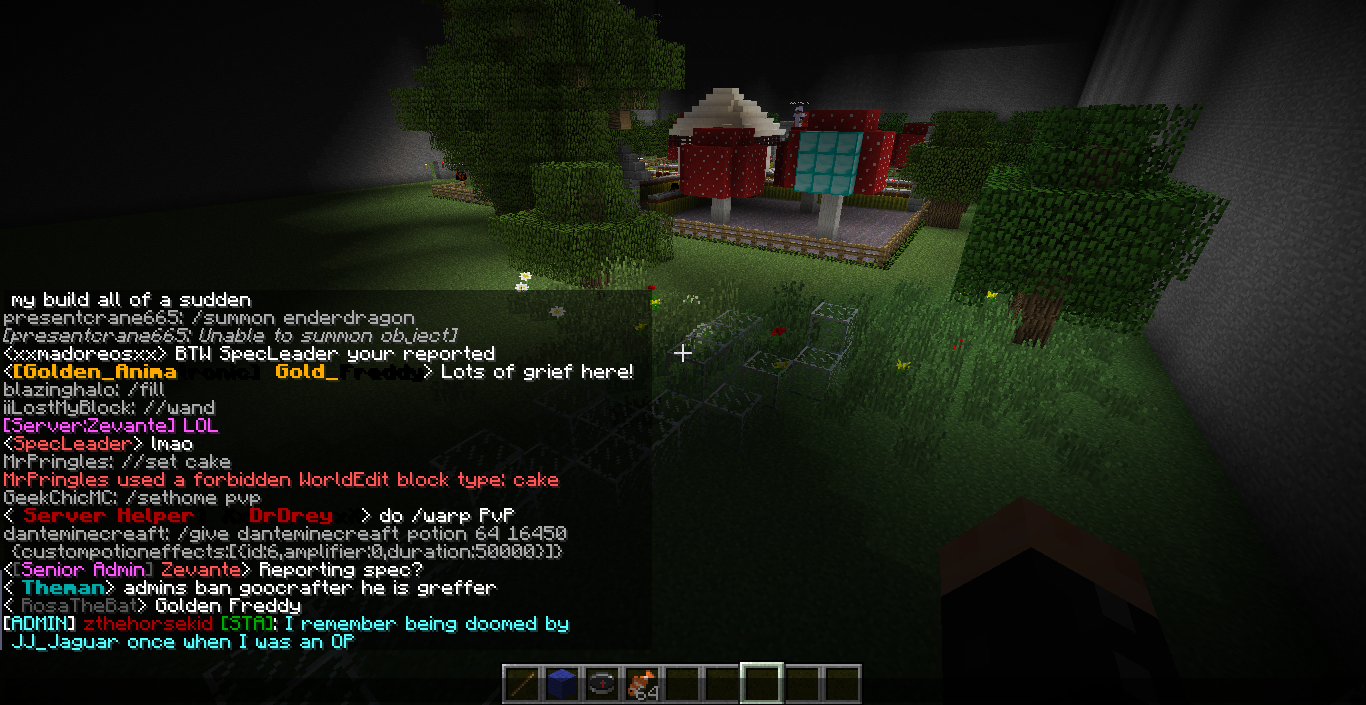 my build all of a sudden
presentcrane665: /summon enderdragon
[presentcrane665: Unable to summon object]
<xxmadoreosxx> BTW SpecLeader your reported
<[Golden_Animatronic] Gold_Freddy> Lots of grief here!
blazinghalo: /fill
iiLostMyBlock: //wand
[Server:Zevante] LOL
<SpecLeader> lmao
MrPringles: //set cake
MrPringles used a forbidden WorldEdit block type: cake
GeekChicMC: /sethome pvp
< Server Helper DrDrey > do /warp PvP
danteminecreaft: /give danteminecreaft potion 64 16450
{custompotioneffects:[{id:6,amplifier:0,duration:50000}]}
<[Senior Admin] Zevante> Reporting spec?
< Theman> admins ban goocrafter he is greffer
< RosaTheBat> Golden Freddy
[ADMIN] zthehorsekid [STA]: I remember being doomed by
JJ_Jaguar once when I was an OP
64